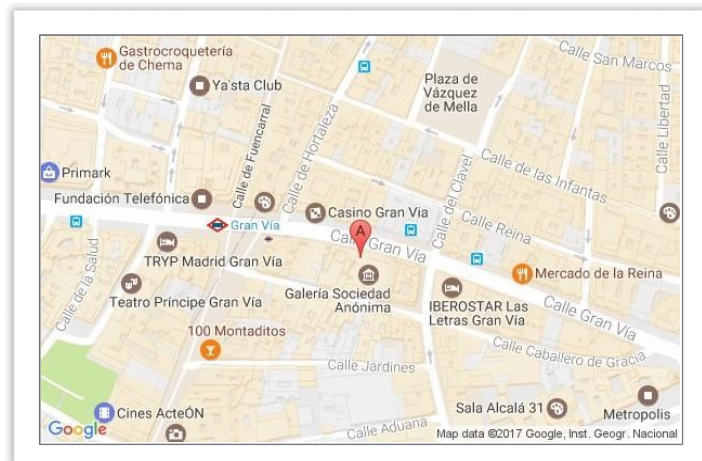 Gastrocroquetería
de Chema
Calle San Marcos
Ya'sta Club
Plaza de
Vázquez
de Mella
Calle Libertad
Calle de Fuencarral
Calle de Hortaleza
Calle de las Infantas
Primark
Fundación Telefónica
Calle del Clavel
Calle Reina
Gran Vía
Casino Gran Via
A
Calle Gran Vía
TRYP Madrid Gran Vía
Calle de la Salud
Mercado de la Reina
Teatro Príncipe Gran Vía
Galería Sociedad
Anónima
IBEROSTAR Las
Letras Gran Vía
Calle Gran Vía
100 Montaditos
Calle Caballero de Gracia
Calle Jardines
Cines ActeÓN
Sala Alcalá 31
Metropolis
Calle Aduana
Google
Map data ©2017 Google, Inst. Geogr. Nacional